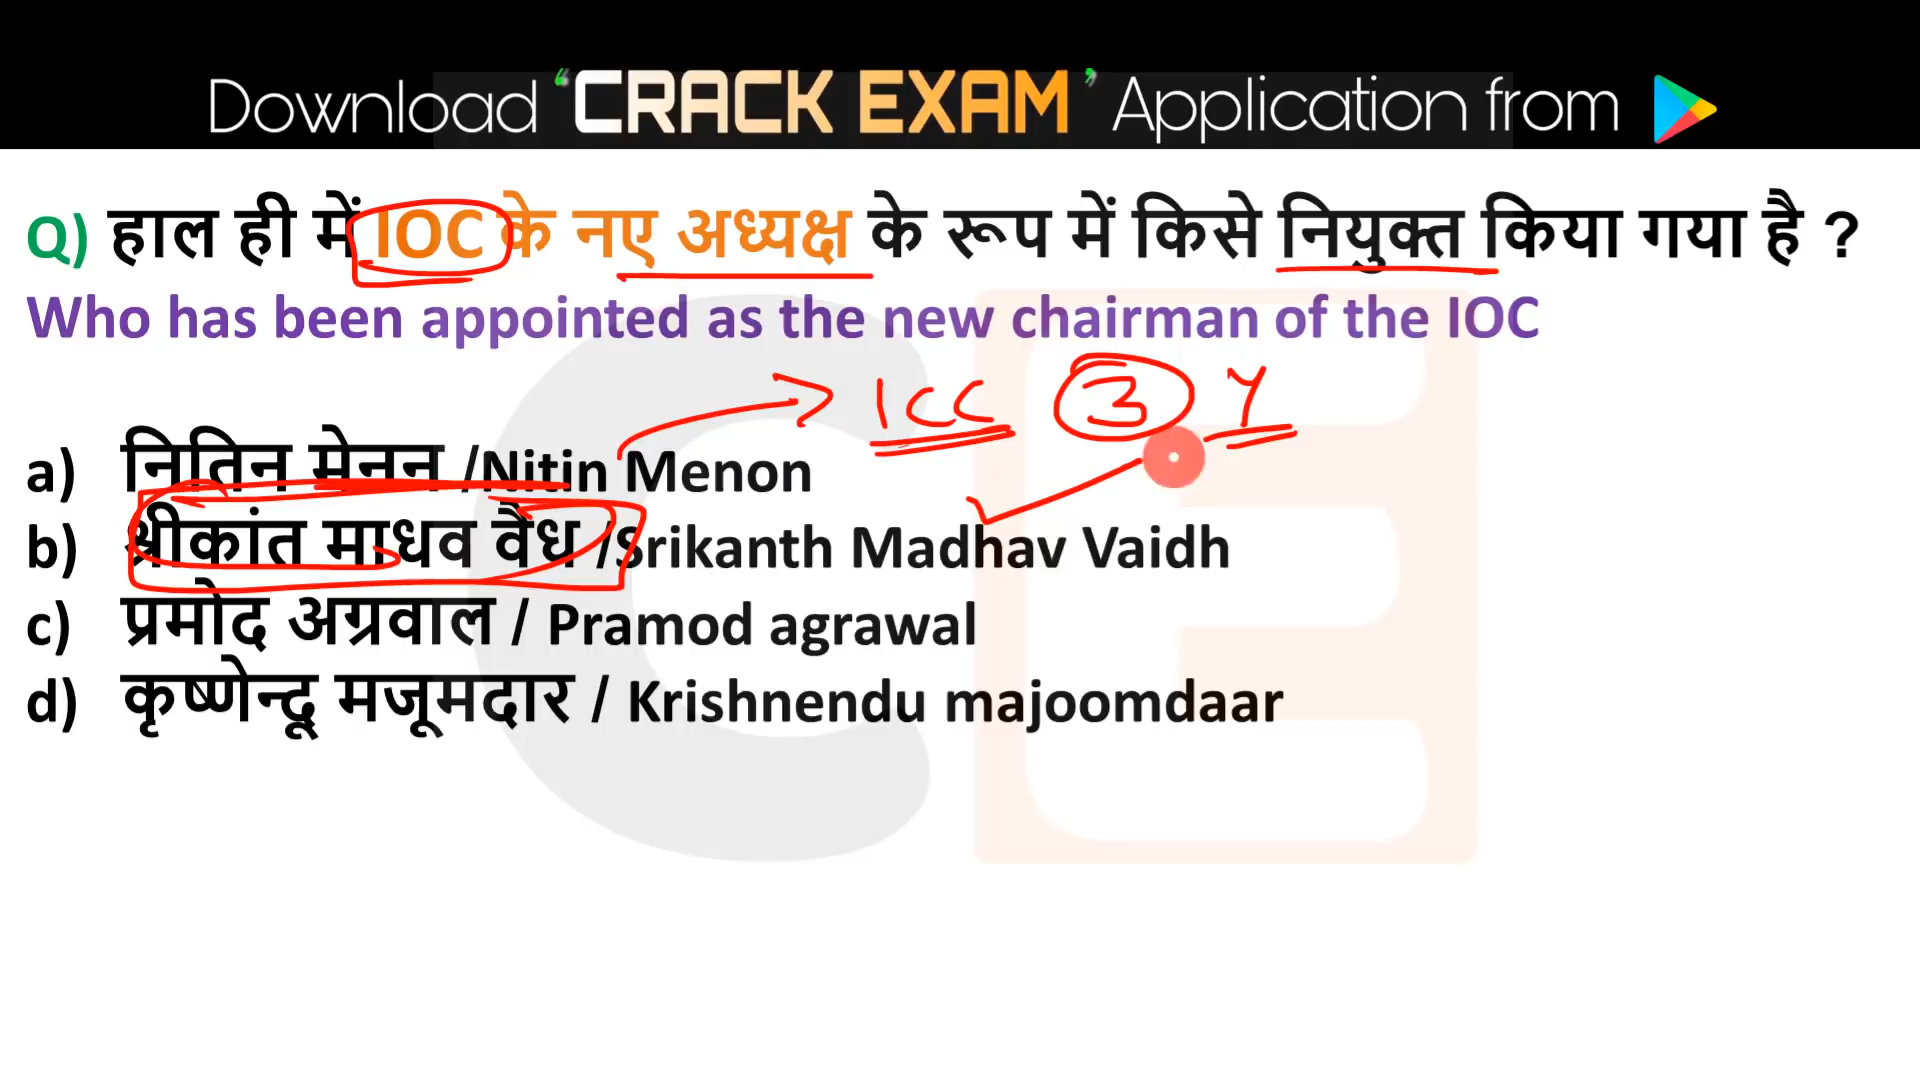 Download ‘CRACK EXAM’ Application from
Q) हाल ही में IOC के नए अध्यक्ष के रूप में किसे नियुक्त किया गया है ?
Who has been appointed as the new chairman of the IOC
ICC 3 Y
a) नितिन मेनन /Nitin Menon
b) श्रीकांत माधव वैध /Srikanth Madhav Vaidh
c) प्रमोद अग्रवाल / Pramod agrawal
d) कृष्णेन्दू मजूमदार / Krishnendu majoomdaar
CE